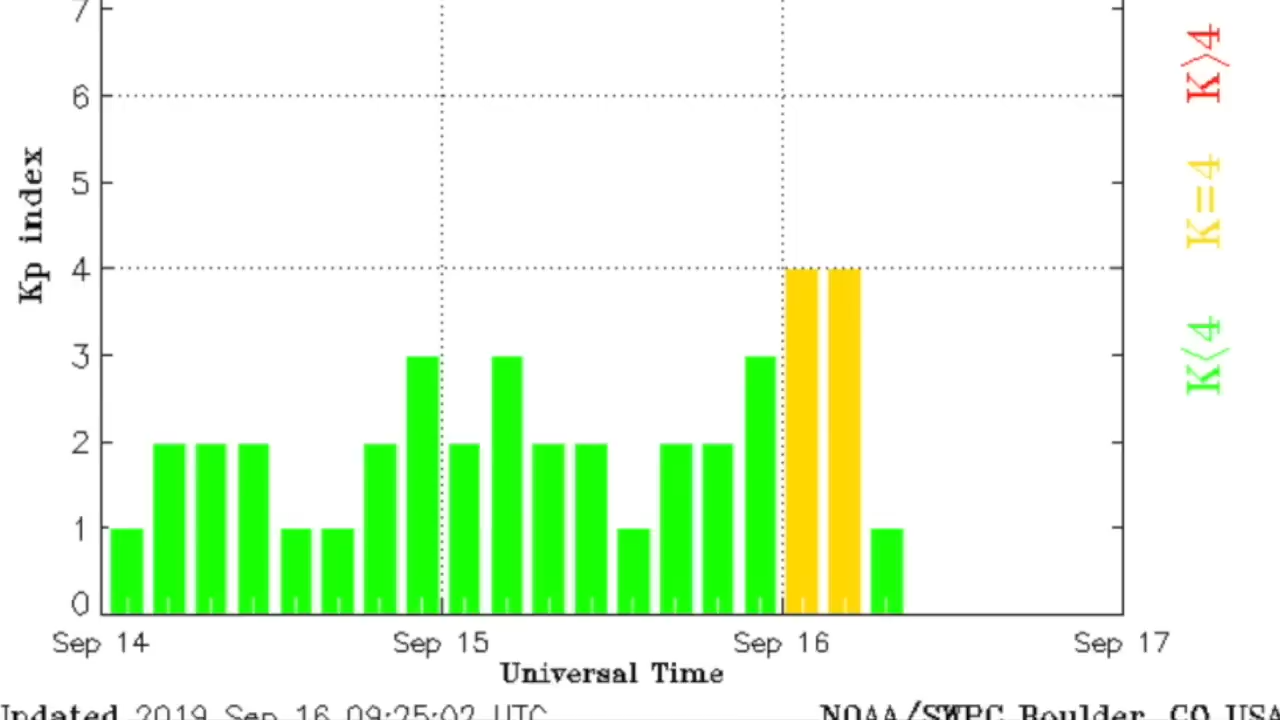 7
6
5
4
3
2
1
0
Kp index
Sep 14 Sep 15 Sep 16 Sep 17
Universal Time
Updated 2019 Sep 16 09:25:02 UTC NOAA/SWPC Boulder, CO USA
K>4
K=4
K<4